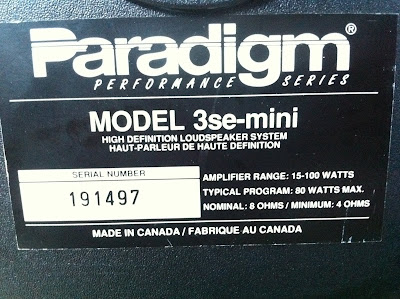 Paradigm®
PERFORMANCE SERIES
MODEL 3se-mini
HIGH DEFINITION LOUDSPEAKER SYSTEM
HAUT-PARLEUR DE HAUTE DEFINITION
SERIAL NUMBER
191497
AMPLIFIER RANGE: 15-100 WATTS
TYPICAL PROGRAM: 80 WATTS MAX.
NOMINAL: 8 OHMS / MINIMUM: 4 OHMS
MADE IN CANADA / FABRIQUE AU CANADA